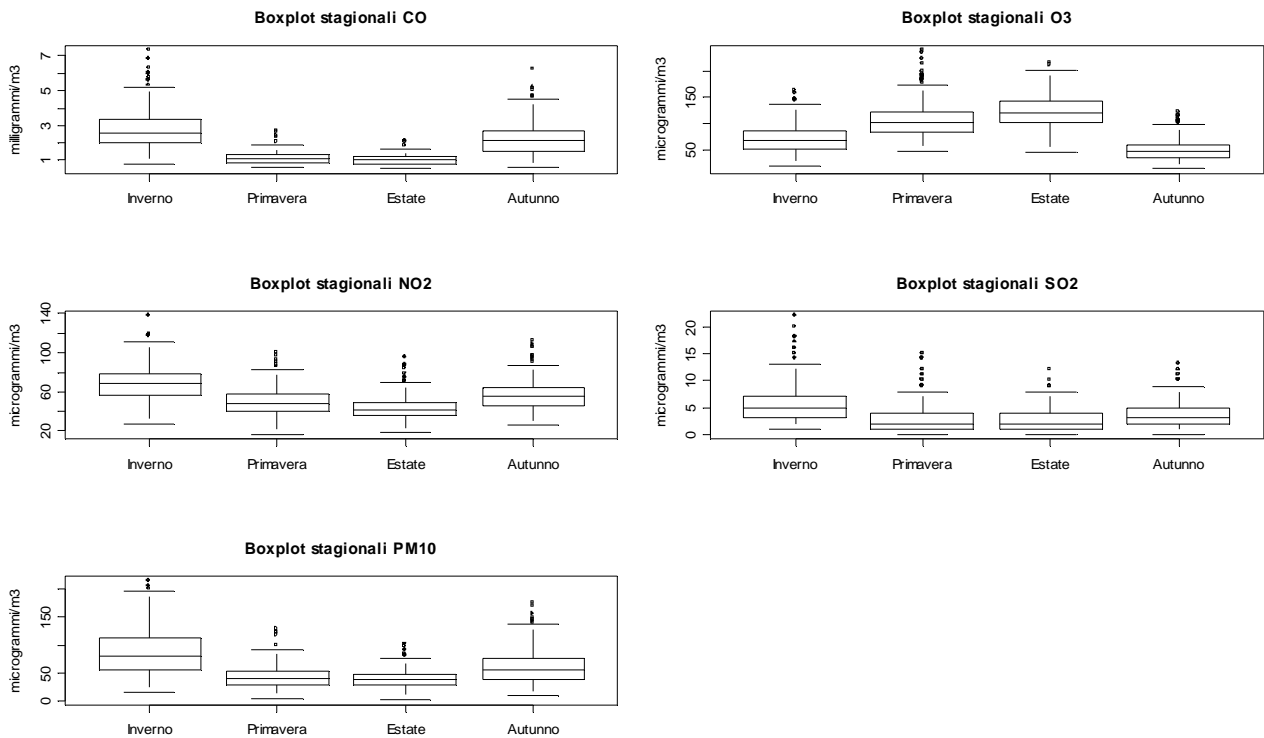 Boxplot stagionali CO
milligrammi/m3
7
5
3
1
Inverno Primavera Estate Autunno
Boxplot stagionali O3
microgrammi/m3
150
50
Inverno Primavera Estate Autunno
Boxplot stagionali NO2
microgrammi/m3
140
100
60
20
Inverno Primavera Estate Autunno
Boxplot stagionali SO2
microgrammi/m3
20
15
10
5
0
Inverno Primavera Estate Autunno
Boxplot stagionali PM10
microgrammi/m3
150
50
0
Inverno Primavera Estate Autunno